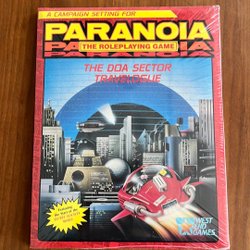 A CAMPAIGN SETTING FOR
PARANOIA
THE ROLEPLAYING GAME
THE DOA SECTOR
TRAVELOGUE
WEST
END
GAMES